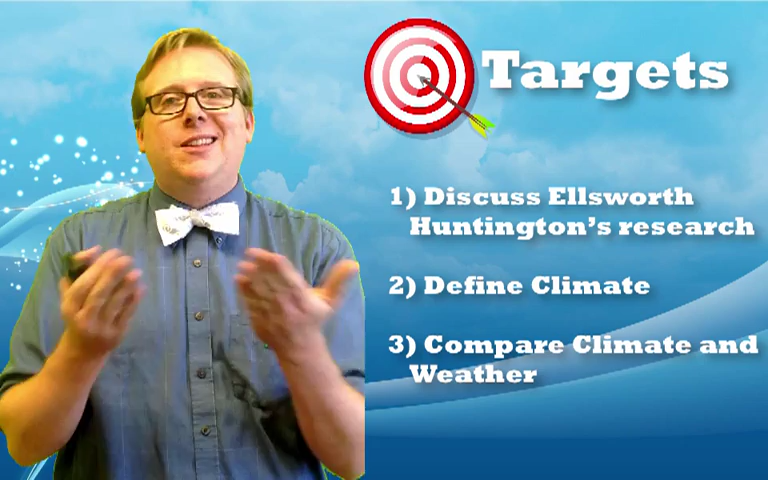 Targets
1) Discuss Ellsworth
Huntington's research
2) Define Climate
3) Compare Climate and
Weather